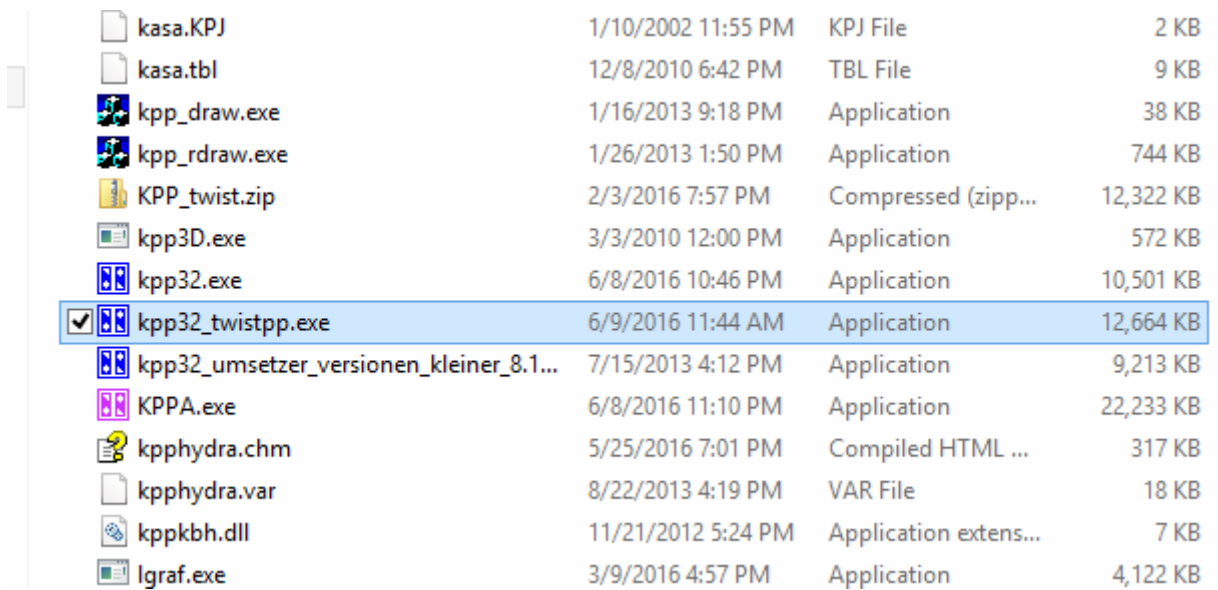 kasa.KPJ 1/10/2002 11:55 PM KPJ File 2 KB
kasa.tbl 12/8/2010 6:42 PM TBL File 9 KB
kpp_draw.exe 1/16/2013 9:18 PM Application 38 KB
kpp_rdraw.exe 1/26/2013 1:50 PM Application 744 KB
KPP_twist.zip 2/3/2016 7:57 PM Compressed (zipp... 12,322 KB
kpp3D.exe 3/3/2010 12:00 PM Application 572 KB
kpp32.exe 6/8/2016 10:46 PM Application 10,501 KB
kpp32_twistpp.exe 6/9/2016 11:44 AM Application 12,664 KB
kpp32_umsetzer_versionen_kleiner_8.1... 7/15/2013 4:12 PM Application 9,213 KB
KPPA.exe 6/8/2016 11:10 PM Application 22,233 KB
kpphydra.chm 5/25/2016 7:01 PM Compiled HTML ... 317 KB
kpphydra.var 8/22/2013 4:19 PM VAR File 18 KB
kppkbh.dll 11/21/2012 5:24 PM Application extens... 7 KB
lgraf.exe 3/9/2016 4:57 PM Application 4,122 KB